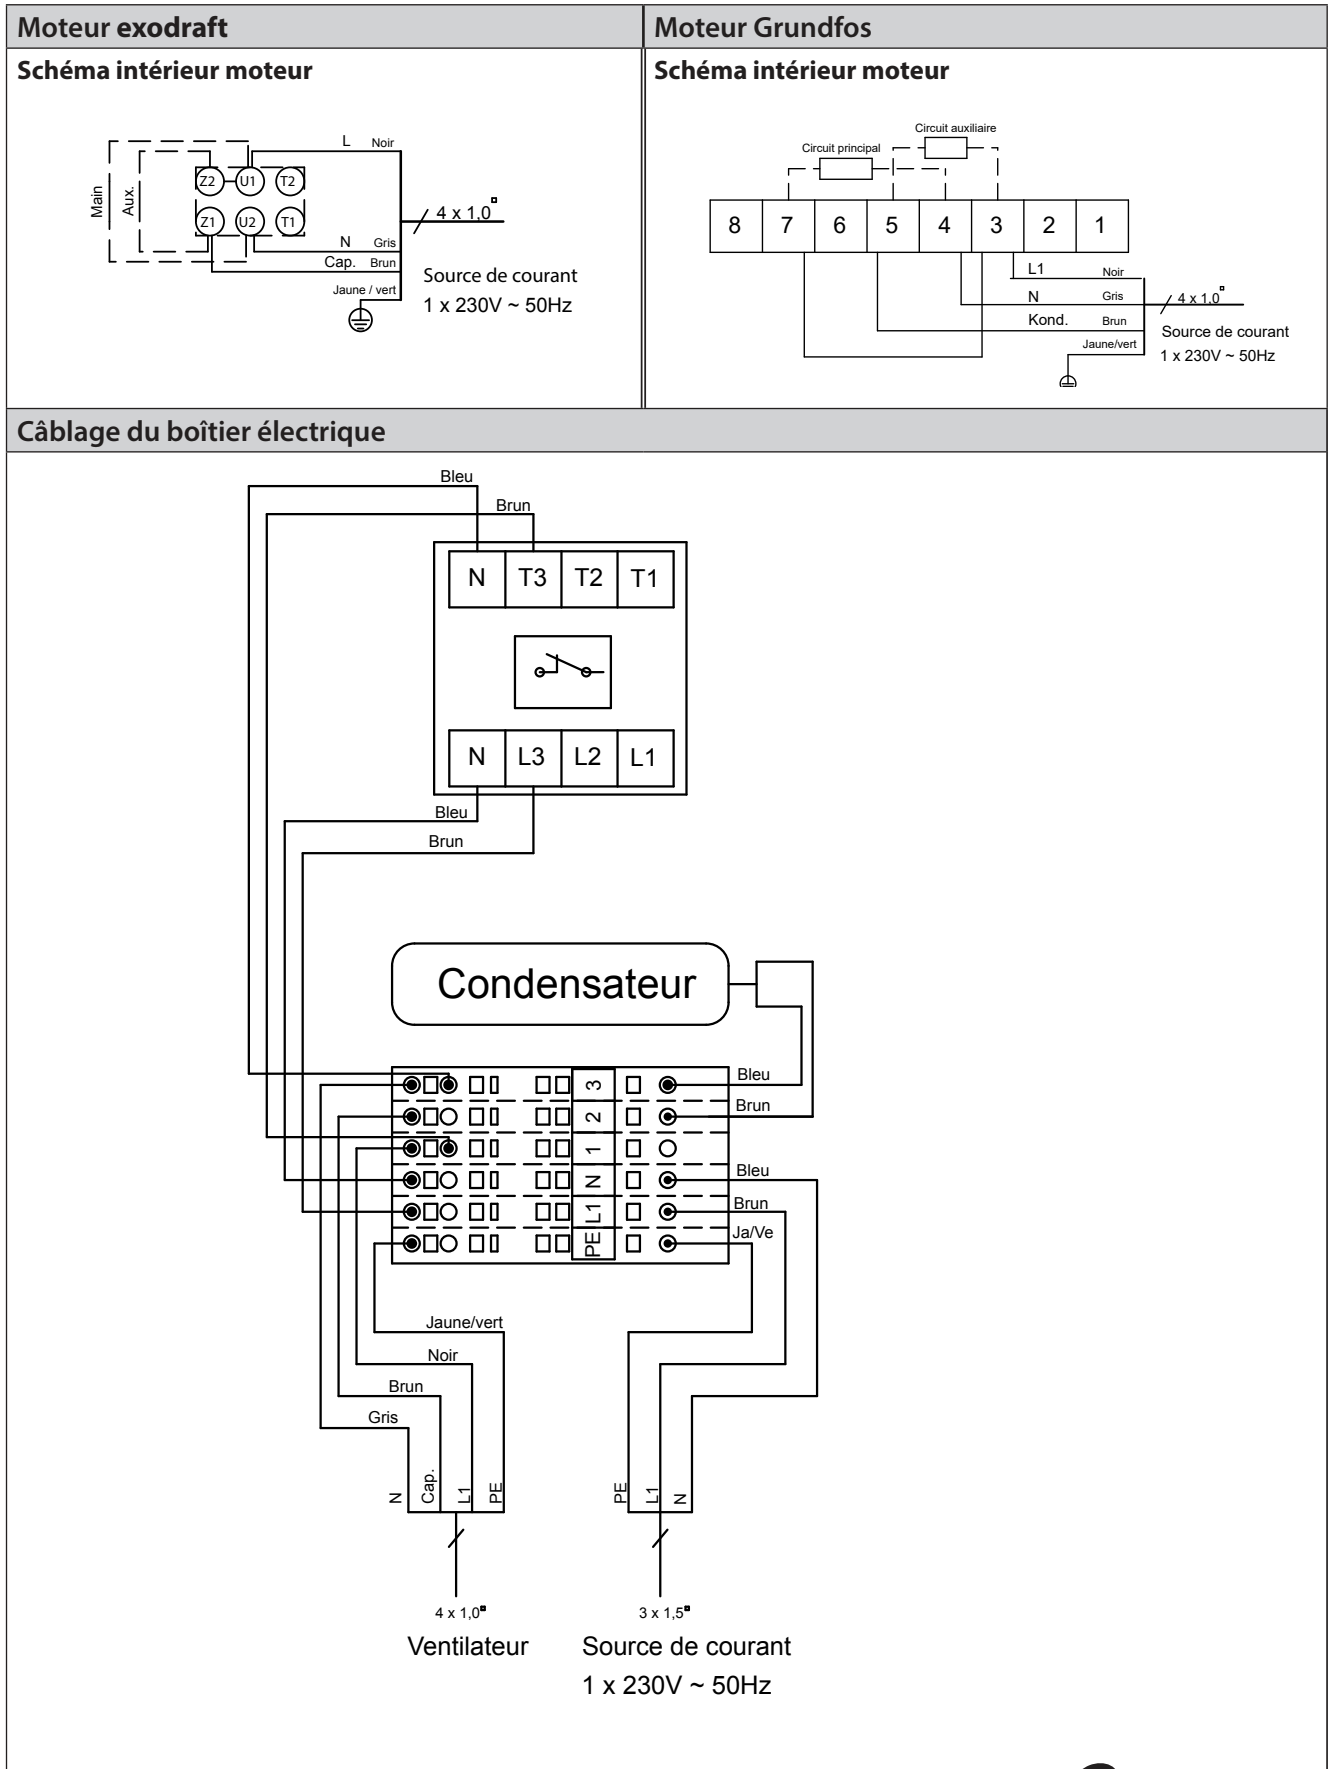 Moteur exodraft
Moteur Grundfos
Schéma intérieur moteur
Main
Aux.
Z2 U1 T2
Z1 U2 T1
L Noir
N Gris
Cap. Brun
Jaune / vert
4 x 1,0
Source de courant
1 x 230V ~ 50Hz
Schéma intérieur moteur
Circuit auxiliaire
Circuit principal
8 7 6 5 4 3 2 1
L1 Noir
N Gris
Kond. Brun
Jaune/vert
4 x 1,0
Source de courant
1 x 230V ~ 50Hz
Câblage du boîtier électrique
Bleu
Brun
N T3 T2 T1
N L3 L2 L1
Bleu
Brun
Condensateur
3 Bleu
2 Brun
1
N Bleu
L1 Brun
PE Ja/Ve
Jaune/vert
Noir
Brun
Gris
N Cap. L1 PE
PE L1 N
4 x 1,0
3 x 1,5
Ventilateur
Source de courant
1 x 230V ~ 50Hz